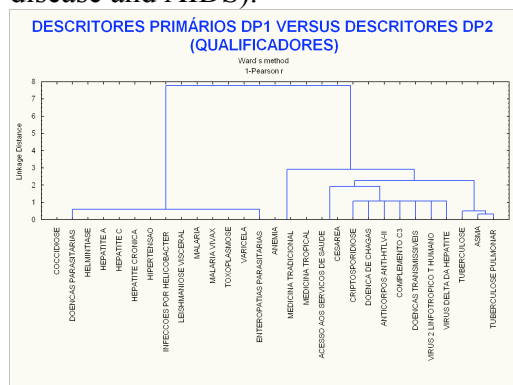 disease and AIDS).
DESCRITORES PRIMÁRIOS DP1 VERSUS DESCRITORES DP2
(QUALIFICADORES)
Ward s method
1-Pearson r
Linkage Distance
8
7
6
5
4
3
2
1
0
COCCIDIOSE
DOENCAS PARASITARIAS
HELMINTIASE
HEPATITE A
HEPATITE C
HEPATITE CRONICA
HIPERTENSAO
INFECCOES POR HELICOBACTER
LEISHMANIOSE VISCERAL
MALARIA
MALARIA VIVAX
TOXOPLASMOSE
VARICELA
ENTEROPATIAS PARASITARIAS
ANEMIA
MEDICINA TRADICIONAL
MEDICINA TROPICAL
ACESSO AOS SERVICOS DE SAUDE
CESAREA
CRIPTOSPORIDIOSE
DOENCA DE CHAGAS
ANTICORPOS ANTI-HTLV-II
COMPLEMENTO C3
DOENCAS TRANSMISSIVEIS
VIRUS 2 LINFOTROPICO T HUMANO
VIRUS DELTA DA HEPATITE
TUBERCULOSE
ASMA
TUBERCULOSE PULMONAR